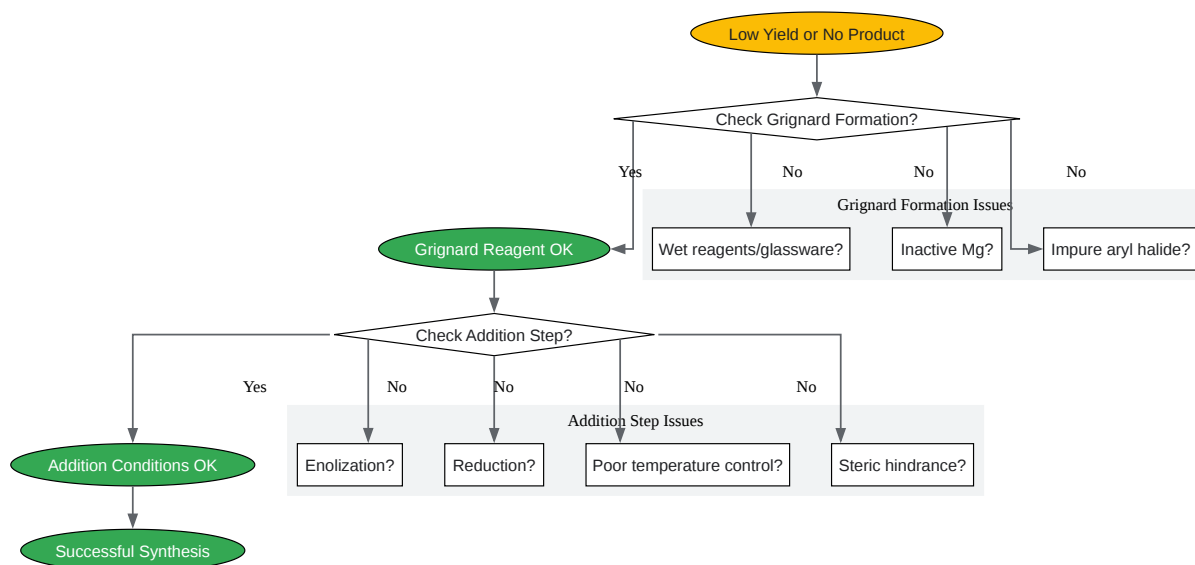 Low Yield or No Product
Check Grignard Formation?
Yes
No
No
No
Grignard Formation Issues
Grignard Reagent OK
Wet reagents/glassware?
Inactive Mg?
Impure aryl halide?
Check Addition Step?
Yes
No
No
No
No
Addition Step Issues
Addition Conditions OK
Enolization?
Reduction?
Poor temperature control?
Steric hindrance?
Successful Synthesis